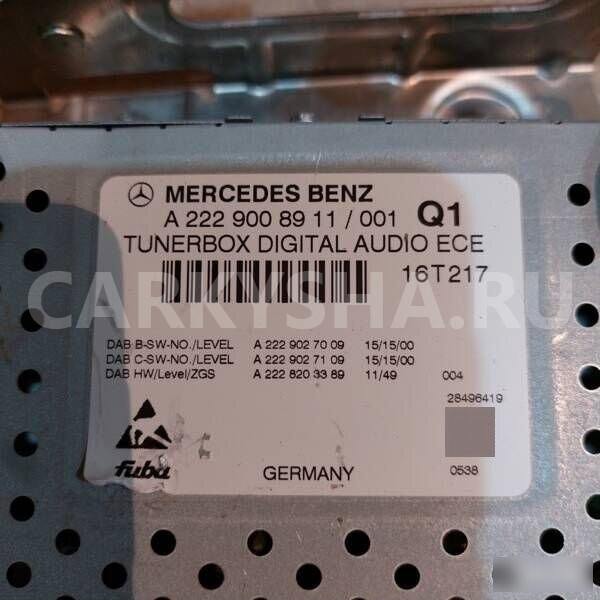 MERCEDES BENZ
A 222 900 89 11 / 001 Q1
TUNERBOX DIGITAL AUDIO ECE
16T217
CARKYSHA.RU
DAB B-SW-NO./LEVEL A 222 902 70 09 15/15/00
DAB C-SW-NO./LEVEL A 222 902 71 09 15/15/00
DAB HW/Level/ZGS A 222 820 33 89 11/49 004
28496419
fuba
GERMANY
0538